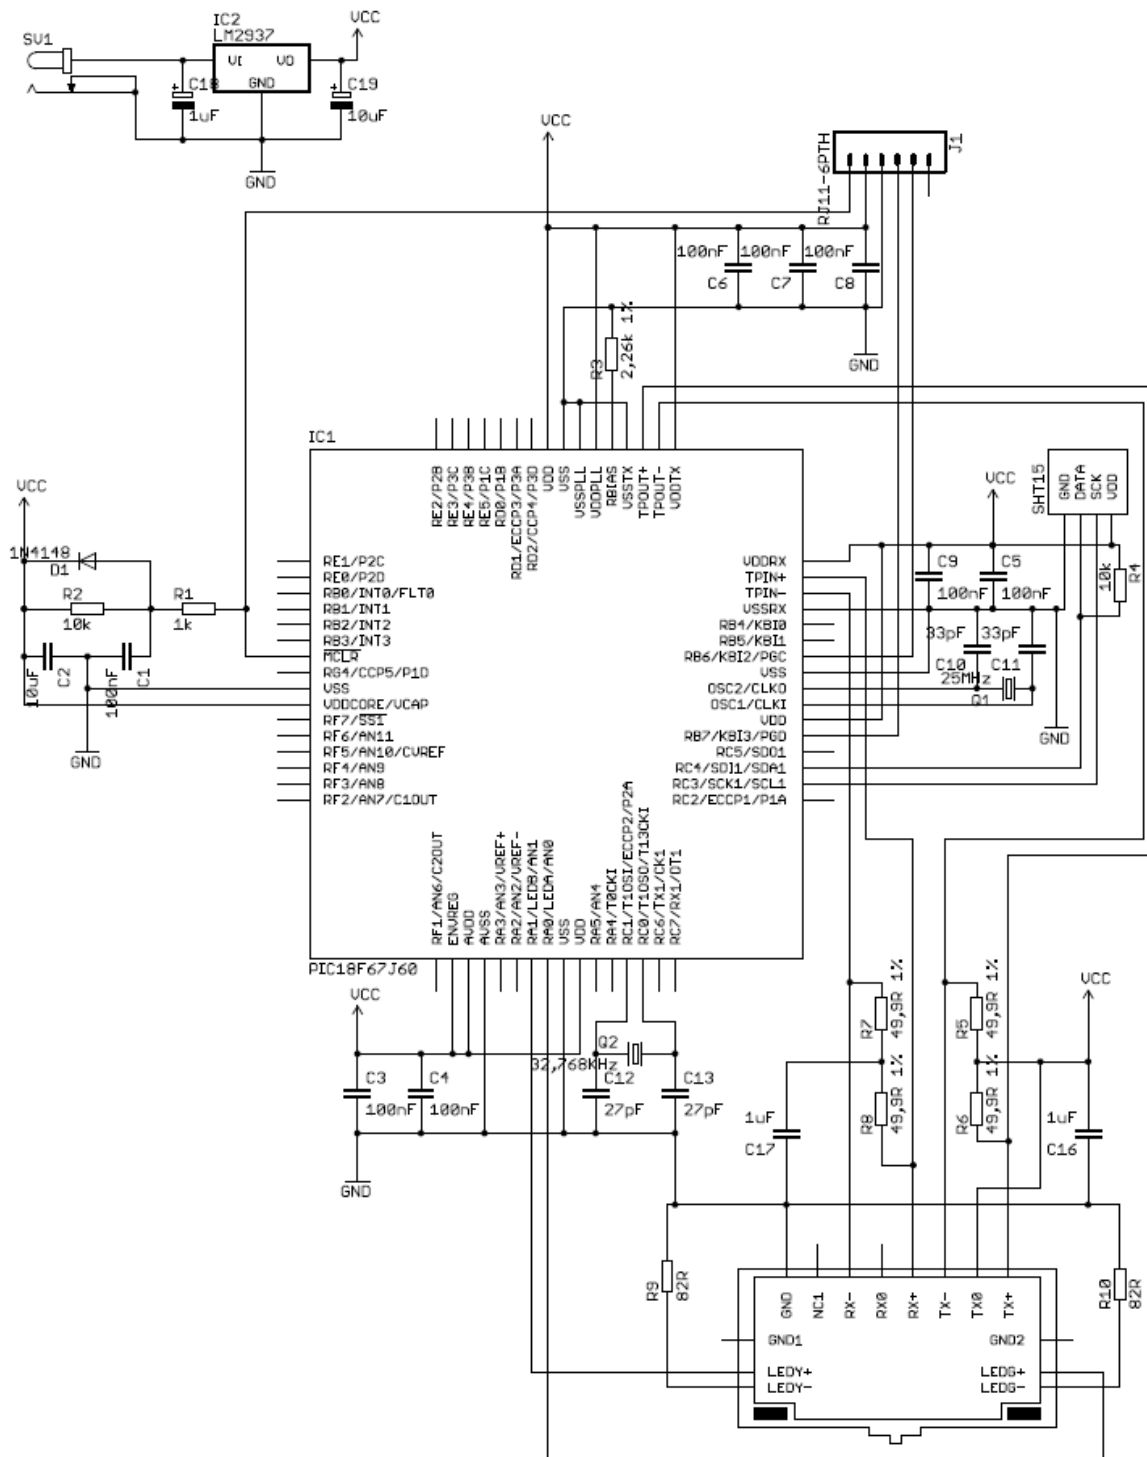 IC2
LM2937
VCC
SV1
VI
VO
GND
C18
1uF
C19
10uF
GND
VCC
RJ11-6PTH
J1
100nF
100nF
100nF
C6
C7
C8
R3
2,26k 1%
GND
IC1
RE2/P2B
RE3/P3C
RE4/P3B
RE5/P1C
RD0/P1B
RD1/ECCP3/P3A
RD2/CCP4/P3D
VDD
VSS
VSSPLL
VDDPLL
RBIAS
VSSTX
TPOUT+
TPOUT-
VDDTX
SHT15
GND
DATA
SCK
VDD
VCC
VCC
1N4148
D1
R2
10k
R1
1k
10uF
C2
100nF
C1
GND
RE1/P2C
RE0/P2D
RB0/INT0/FLT0
RB1/INT1
RB2/INT2
RB3/INT3
MCLR
RG4/CCP5/P1D
VSS
VDDCORE/VCAP
RF7/SS1
RF6/AN11
RF5/AN10/CVREF
RF4/AN9
RF3/AN8
RF2/AN7/C1OUT
VDDRX
TPIN+
TPIN-
VSSRX
RB4/KBI0
RB5/KBI1
RB6/KBI2/PGC
VSS
OSC2/CLKO
OSC1/CLKI
VDD
RB7/KBI3/PGD
RC5/SDO1
RC4/SDI1/SDA1
RC3/SCK1/SCL1
RC2/ECCP1/P1A
C9
100nF
C5
100nF
10k
R4
33pF
33pF
C10
C11
25MHz
Q1
GND
RF1/AN6/C2OUT
ENVREG
AVDD
AVSS
RA3/AN3/VREF+
RA2/AN2/VREF-
RA1/LEDB/AN1
RA0/LEDA/AN0
VSS
VDD
RA5/AN4
RA4/T0CKI
RC1/T1OSI/ECCP2/P2A
RC0/T1OSO/T13CKI
RC6/TX1/CK1
RC7/RX1/DT1
PIC18F67J60
VCC
C3
100nF
C4
100nF
GND
Q2
32,768KHz
C12
27pF
C13
27pF
R7
49,9R 1%
R8
49,9R 1%
R5
49,9R 1%
R6
49,9R 1%
VCC
1uF
C17
1uF
C16
R9
82R
R10
82R
GND
NC1
RX-
RX0
RX+
TX-
TX0
TX+
GND1
GND2
LEDY+
LEDY-
LEDG+
LEDG-